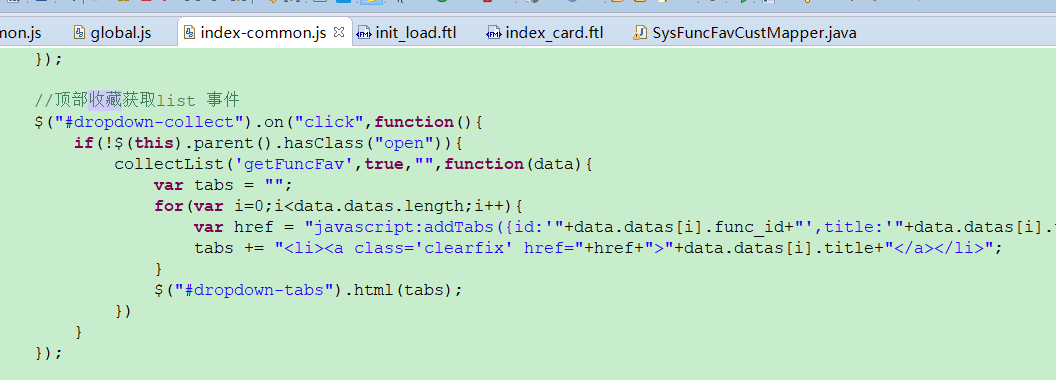 mon.js global.js index-common.js init_load.ftl index_card.ftl SysFuncFavCustMapper.java
});
//顶部收藏获取list 事件
$("#dropdown-collect").on("click",function(){
if(!$(this).parent().hasClass("open")){
collectList('getFuncFav',true,"",function(data){
var tabs = "";
for(var i=0;i<data.datas.length;i++){
var href = "javascript:addTabs({id:'"+data.datas[i].func_id+"',title:'"+data.datas[i].
tabs += "<li><a class='clearfix' href="+href+">"+data.datas[i].title+"</a></li>";
}
$("#dropdown-tabs").html(tabs);
})
}
});